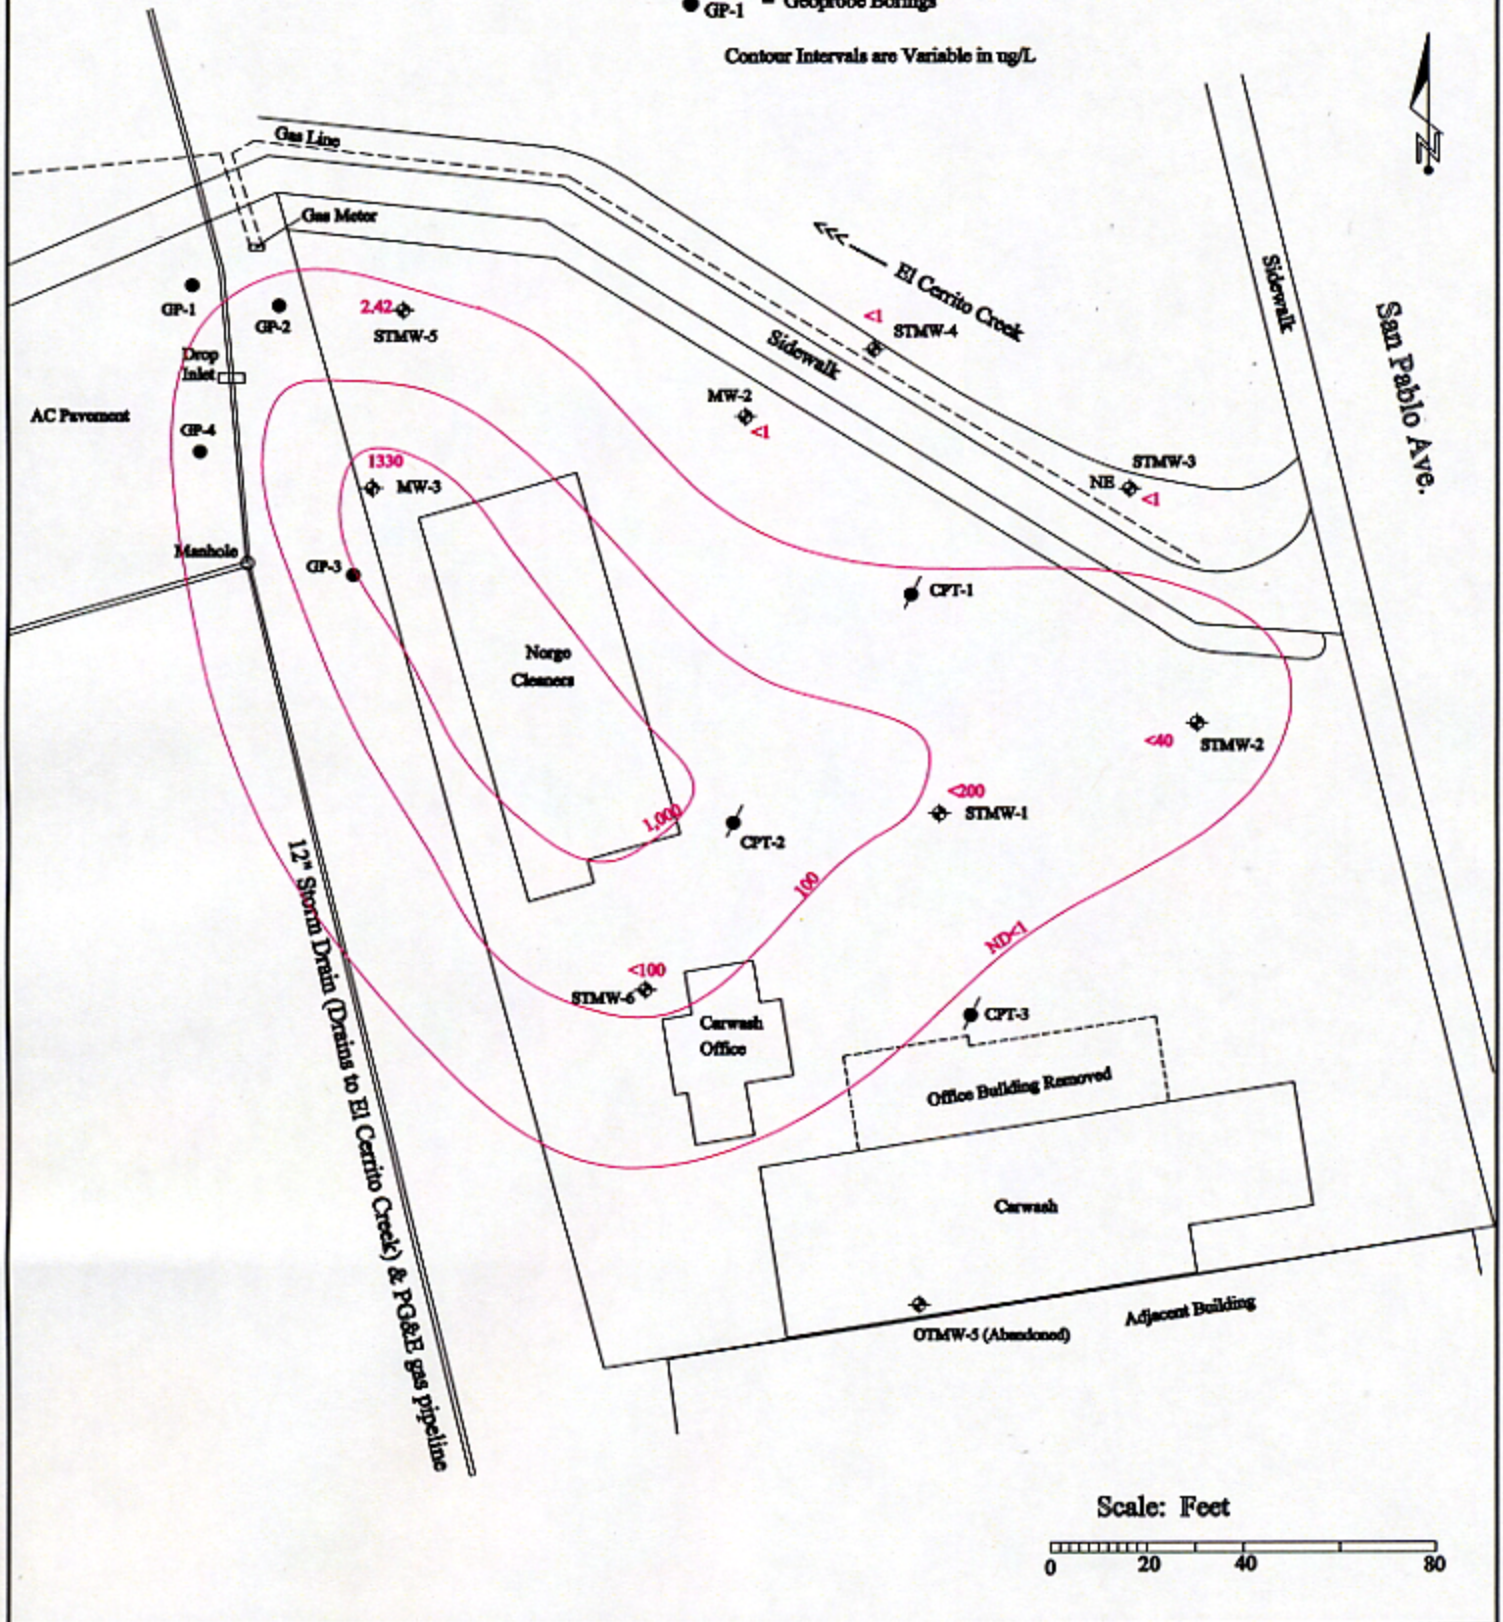 GP-1 = Geoprobe Borings
Contour Intervals are Variable in ug/L
N
Gas Line
Gas Meter
<<<
El Cerrito Creek
Sidewalk
San Pablo Ave.
GP-1
GP-2
2.42
STMW-5
<1
STMW-4
Sidewalk
Drop
Inlet
AC Pavement
MW-2
<1
GP-4
1330
MW-3
STMW-3
NE
<1
Manhole
GP-3
CPT-1
Norge
Cleaners
<40
STMW-2
<200
STMW-1
1,000
CPT-2
100
ND<1
12" Storm Drain (Drains to El Cerrito Creek) & PG&E gas pipeline
<100
STMW-6
Carwash
Office
CPT-3
Office Building Removed
Carwash
OTMW-5 (Abandoned)
Adjacent Building
Scale: Feet
0 20 40 80